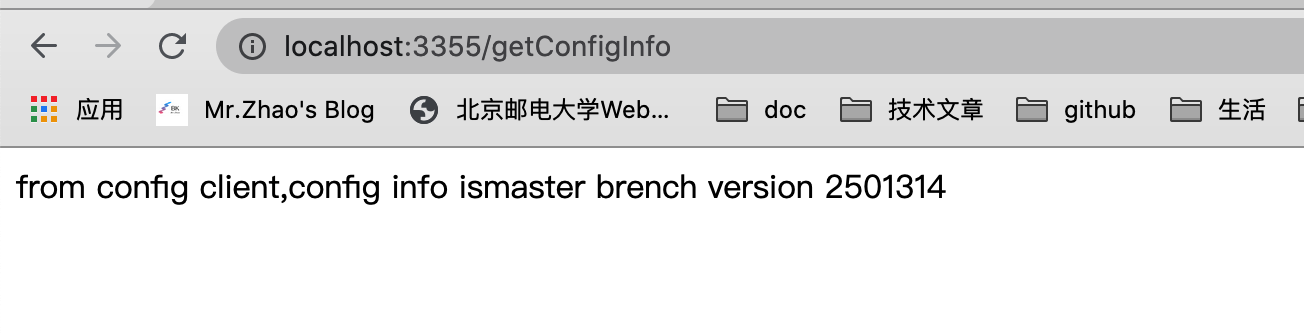 localhost:3355/getConfigInfo
应用 Mr.Zhao's Blog 北京邮电大学Web... doc 技术文章 github 生活
from config client,config info ismaster brench version 2501314